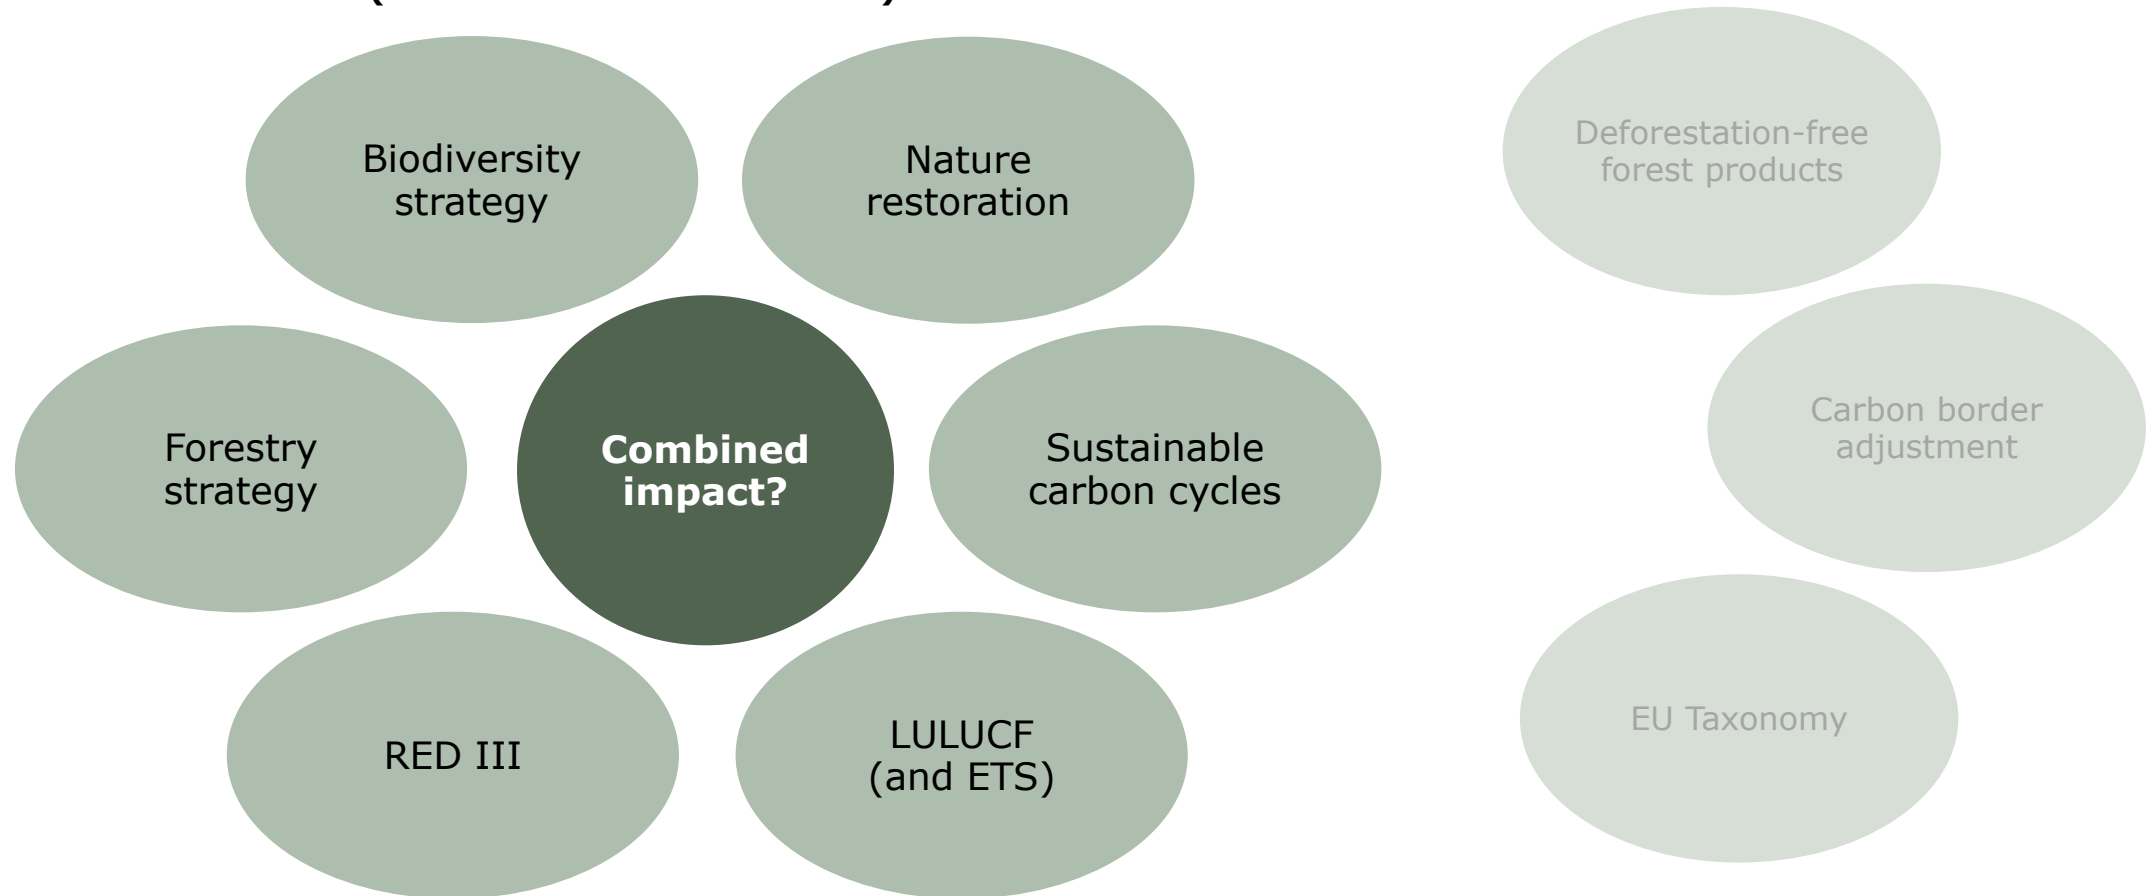 Biodiversity
strategy
Nature
restoration
Forestry
strategy
Combined
impact?
Sustainable
carbon cycles
RED III
LULUCF
(and ETS)
Deforestation-free
forest products
Carbon border
adjustment
EU Taxonomy